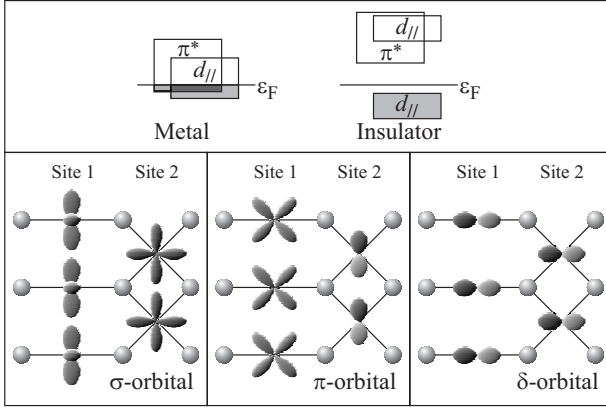 π*
d//
εF
Metal
d//
π*
εF
d//
Insulator
Site 1 Site 2
σ-orbital
Site 1 Site 2
π-orbital
Site 1 Site 2
δ-orbital